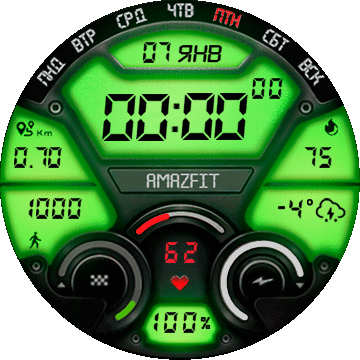 ПНД ВТР СРД ЧТВ ПТН СБТ ВСК
07 ЯНВ
00:00 00
Km
0.70 75
AMAZFIT
1000 -4°
62
100%